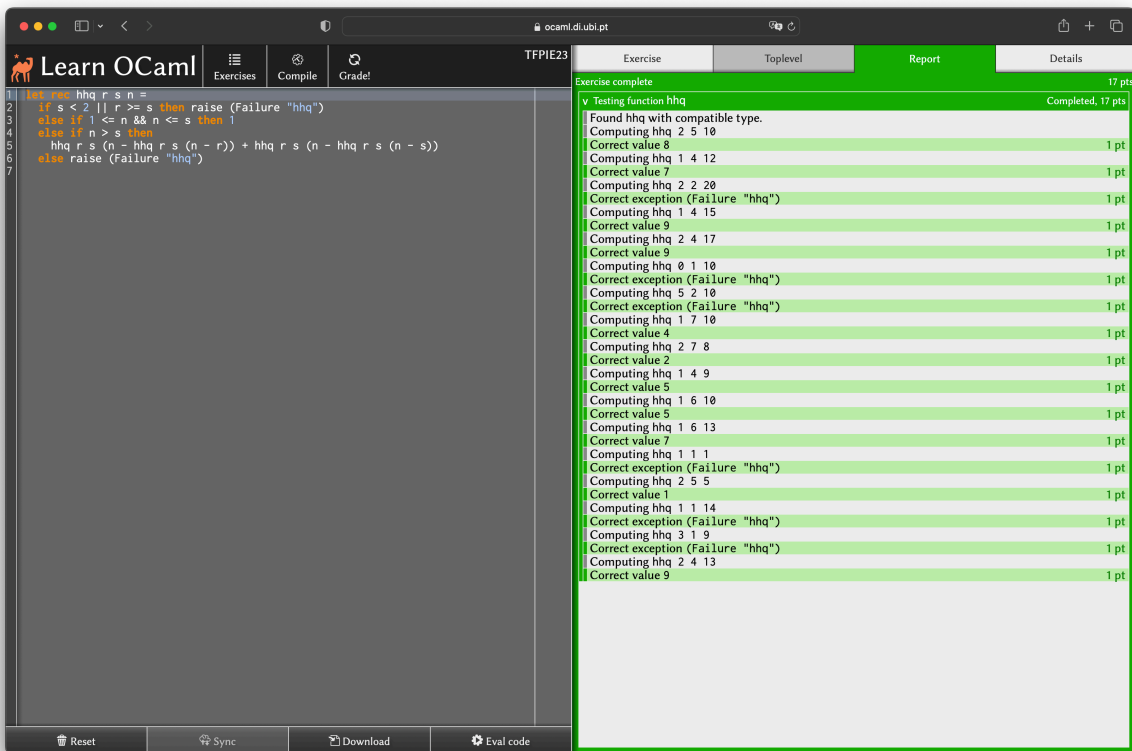 ocaml.di.ubi.pt
Learn OCaml
Exercises
Compile
Grade!
TFPIE23
Exercise
Toplevel
Report
Details
1 let rec hhq r s n =
2 if s < 2 || r >= s then raise (Failure "hhq")
3 else if 1 <= n && n <= s then 1
4 else if n > s then
5 hhq r s (n - hhq r s (n - r)) + hhq r s (n - hhq r s (n - s))
6 else raise (Failure "hhq")
7
Exercise complete 17 pts
v Testing function hhq Completed, 17 pts
Found hhq with compatible type.
Computing hhq 2 5 10
Correct value 8 1 pt
Computing hhq 1 4 12
Correct value 7 1 pt
Computing hhq 2 2 20
Correct exception (Failure "hhq") 1 pt
Computing hhq 1 4 15
Correct value 9 1 pt
Computing hhq 2 4 17
Correct value 9 1 pt
Computing hhq 0 1 10
Correct exception (Failure "hhq") 1 pt
Computing hhq 5 2 10
Correct exception (Failure "hhq") 1 pt
Computing hhq 1 7 10
Correct value 4 1 pt
Computing hhq 2 7 8
Correct value 2 1 pt
Computing hhq 1 4 9
Correct value 5 1 pt
Computing hhq 1 6 10
Correct value 5 1 pt
Computing hhq 1 6 13
Correct value 7 1 pt
Computing hhq 1 1 1
Correct exception (Failure "hhq") 1 pt
Computing hhq 2 5 5
Correct value 1 1 pt
Computing hhq 1 1 14
Correct exception (Failure "hhq") 1 pt
Computing hhq 3 1 9
Correct exception (Failure "hhq") 1 pt
Computing hhq 2 4 13
Correct value 9 1 pt
Reset
Sync
Download
Eval code